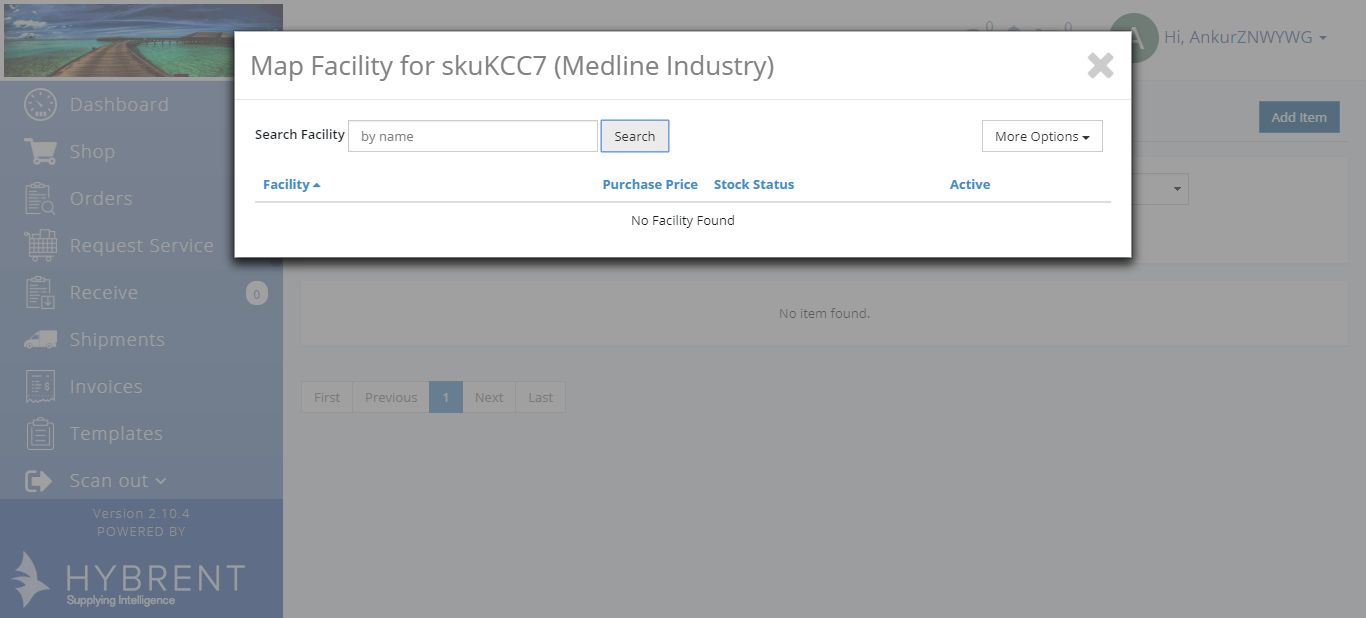 Map Facility for skuKCC7 (Medline Industry)
Search Facility by name Search More Options
Facility Purchase Price Stock Status Active
No Facility Found
0 0
A Hi, AnkurZNWYWG
Add Item
No item found.
First Previous 1 Next Last
Dashboard
Shop
Orders
Request Service
Receive 0
Shipments
Invoices
Templates
Scan out
Version 2.10.4
POWERED BY
HYBRENT
Supplying Intelligence